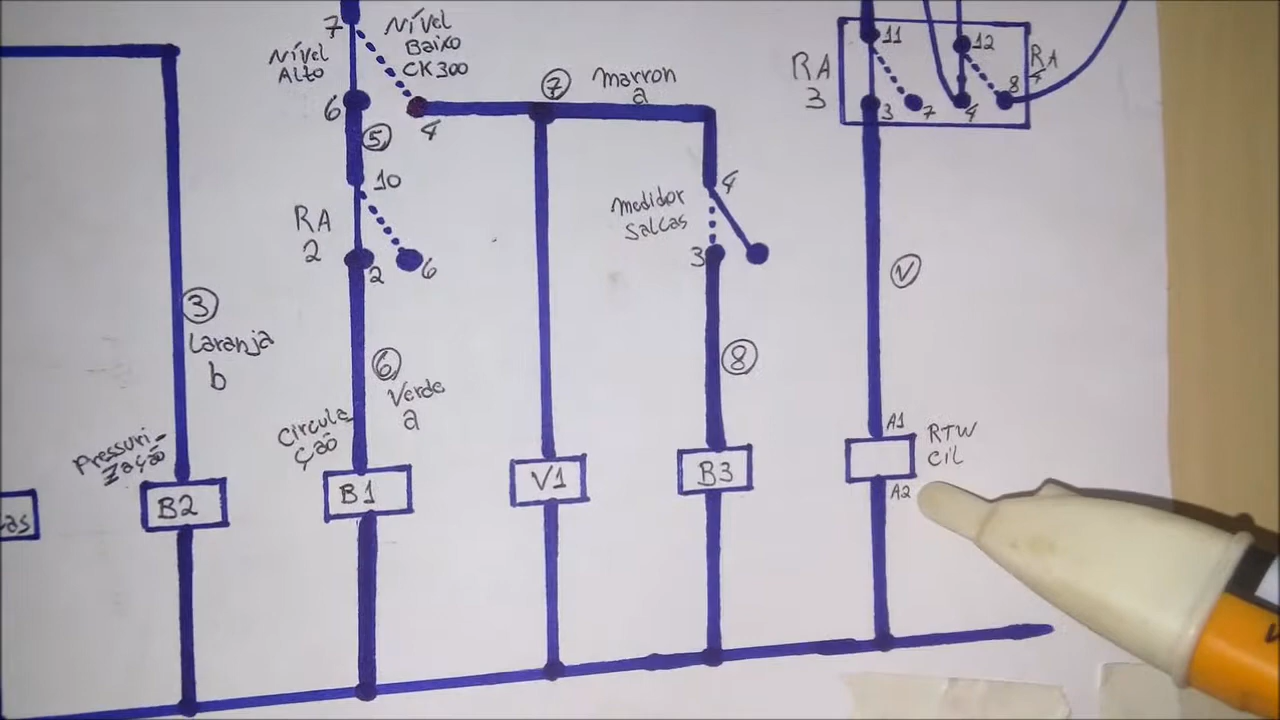 7
Nível
Baixo
CK300
Nível
Alto
6
4
5
7
marron
a
10
RA
2
2
6
Medidor
Salcas
4
3
RA
3
11
12
3
7
4
8
RA
4
3
Laranja
b
6
Verde
a
8
V
Pressuri-
zação
Circula
ção
B2
B1
V1
B3
A1
RTW
CIL
A2